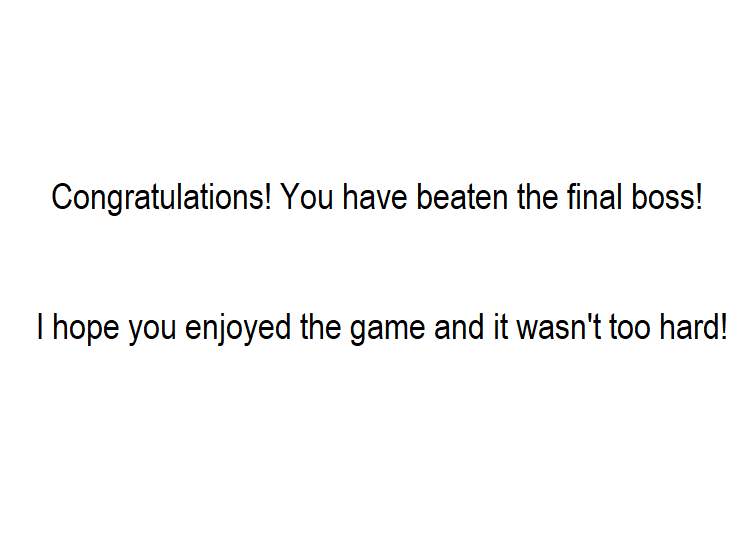 Congratulations! You have beaten the final boss!
I hope you enjoyed the game and it wasn't too hard!